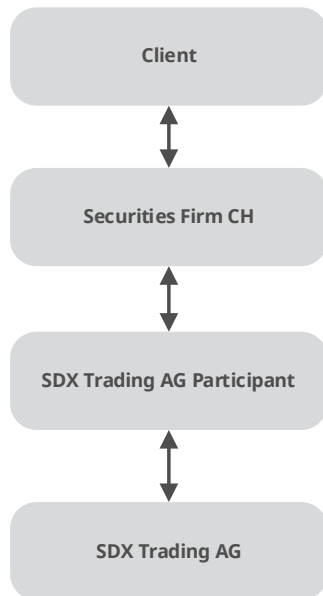 Client
Securities Firm CH
SDX Trading AG Participant
SDX Trading AG